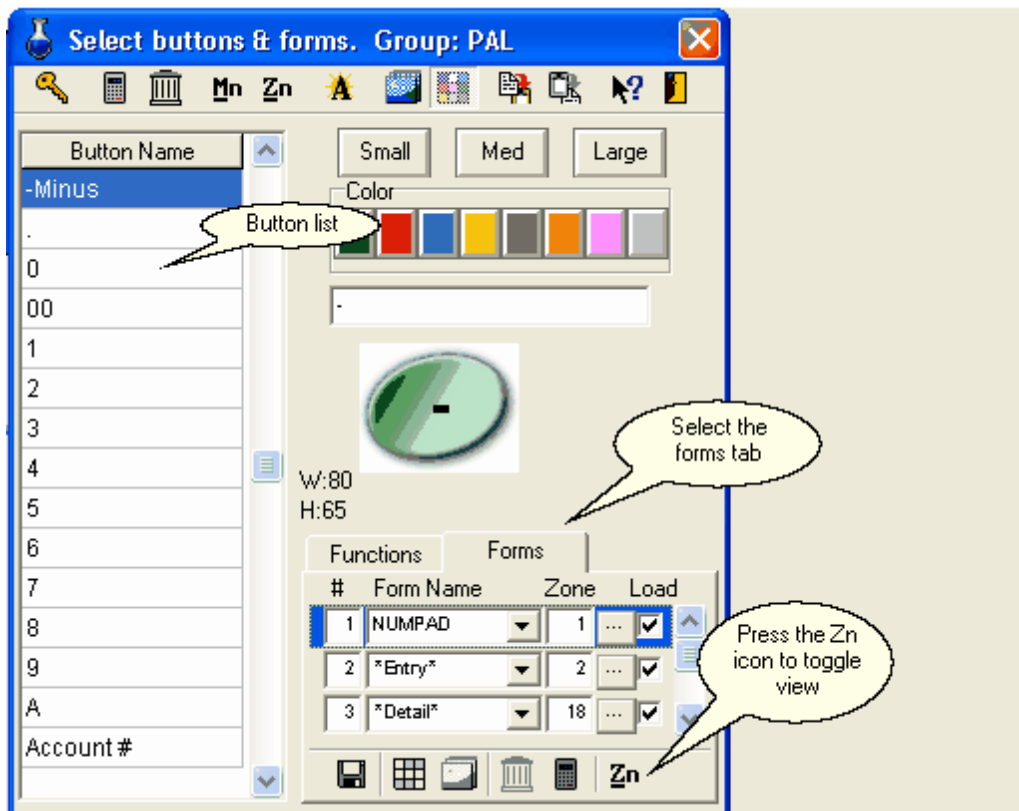 Select buttons & forms. Group: PAL
Mn Zn A ?
Button Name
-Minus
.
0
00
1
2
3
4
5
6
7
8
9
A
Account #
Button list
Small Med Large
Color
-
-
W:80
H:65
Select the
forms tab
Functions Forms
# Form Name Zone Load
1 NUMPAD 1 ...
2 *Entry* 2 ...
3 *Detail* 18 ...
Zn
Press the Zn
icon to toggle
view